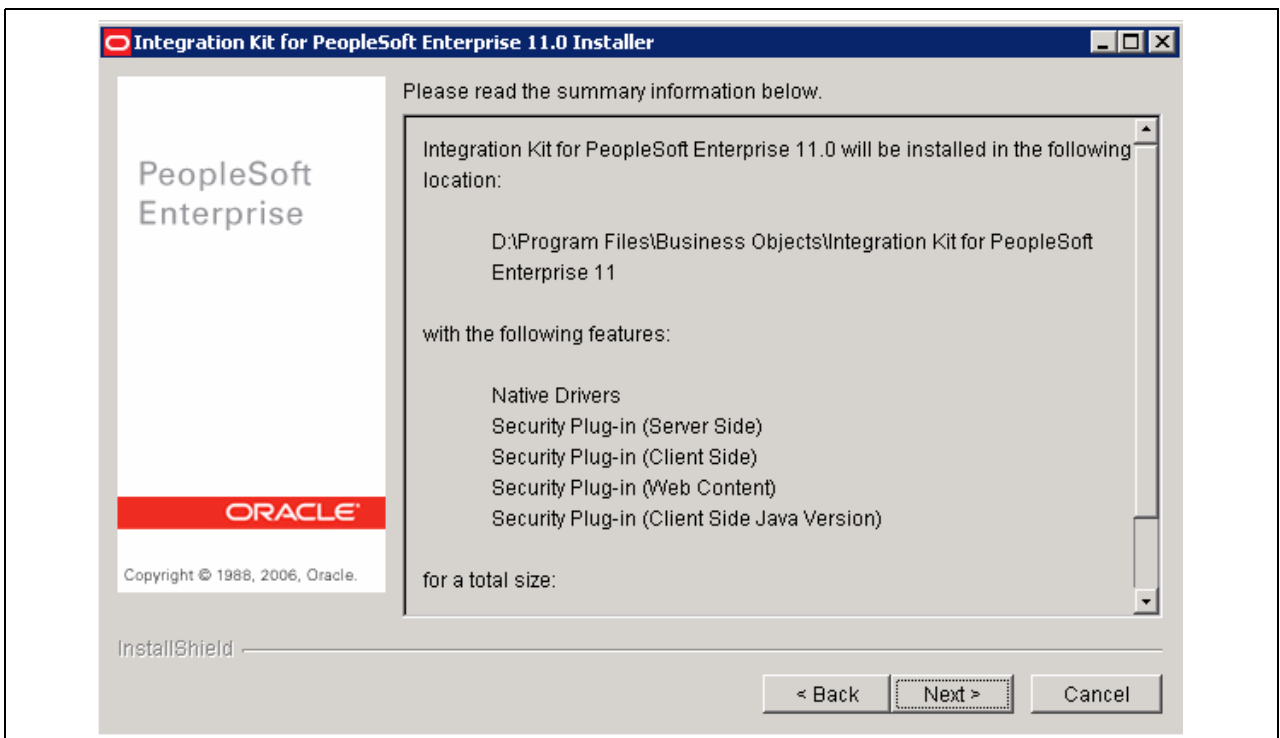 Integration Kit for PeopleSoft Enterprise 11.0 Installer
Please read the summary information below.
PeopleSoft
Enterprise
ORACLE®
Copyright © 1988, 2006, Oracle.
Integration Kit for PeopleSoft Enterprise 11.0 will be installed in the following
location:
D:\Program Files\Business Objects\Integration Kit for PeopleSoft
Enterprise 11
with the following features:
Native Drivers
Security Plug-in (Server Side)
Security Plug-in (Client Side)
Security Plug-in (Web Content)
Security Plug-in (Client Side Java Version)
for a total size:
InstallShield
< Back
Next >
Cancel